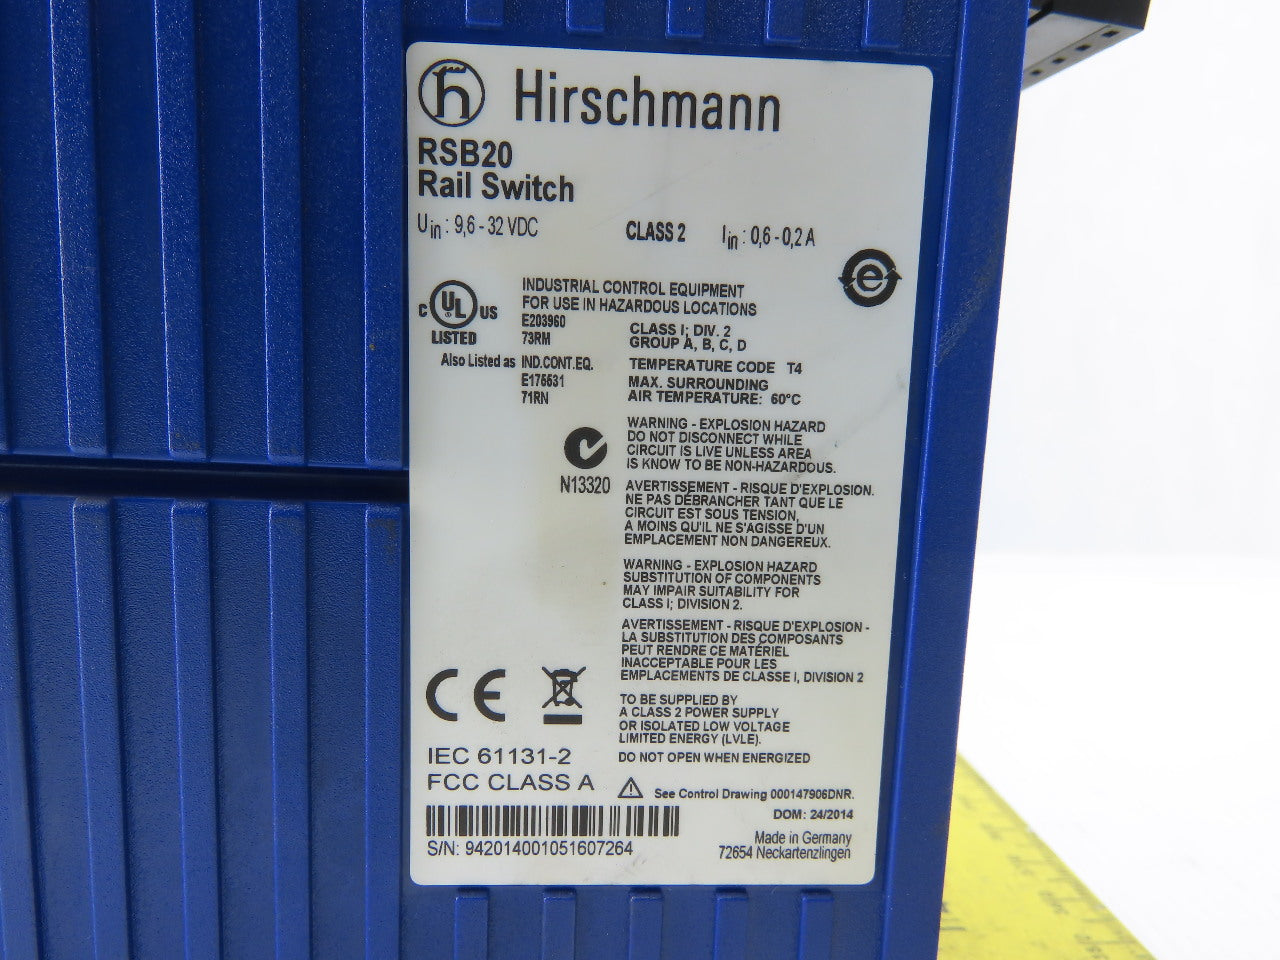 Hirschmann
RSB20
Rail Switch
Uin : 9,6 - 32 VDC CLASS 2 Iin : 0,6 - 0,2 A
INDUSTRIAL CONTROL EQUIPMENT
FOR USE IN HAZARDOUS LOCATIONS
C UL US
LISTED
E203960
73RM
CLASS I; DIV. 2
GROUP A, B, C, D
Also Listed as IND.CONT.EQ.
E175531
71RN
TEMPERATURE CODE T4
MAX. SURROUNDING
AIR TEMPERATURE: 60°C
N13320
WARNING - EXPLOSION HAZARD
DO NOT DISCONNECT WHILE
CIRCUIT IS LIVE UNLESS AREA
IS KNOW TO BE NON-HAZARDOUS.
AVERTISSEMENT - RISQUE D'EXPLOSION.
NE PAS DÉBRANCHER TANT QUE LE
CIRCUIT EST SOUS TENSION,
A MOINS QU'IL NE S'AGISSE D'UN
EMPLACEMENT NON DANGEREUX.
WARNING - EXPLOSION HAZARD
SUBSTITUTION OF COMPONENTS
MAY IMPAIR SUITABILITY FOR
CLASS I; DIVISION 2.
AVERTISSEMENT - RISQUE D'EXPLOSION -
LA SUBSTITUTION DES COMPOSANTS
PEUT RENDRE CE MATÉRIEL
INACCEPTABLE POUR LES
EMPLACEMENTS DE CLASSE I, DIVISION 2
TO BE SUPPLIED BY
A CLASS 2 POWER SUPPLY
OR ISOLATED LOW VOLTAGE
LIMITED ENERGY (LVLE).
DO NOT OPEN WHEN ENERGIZED
CE
IEC 61131-2
FCC CLASS A
See Control Drawing 000147906DNR.
DOM: 24/2014
Made in Germany
72654 Neckartenzlingen
S/N: 942014001051607264